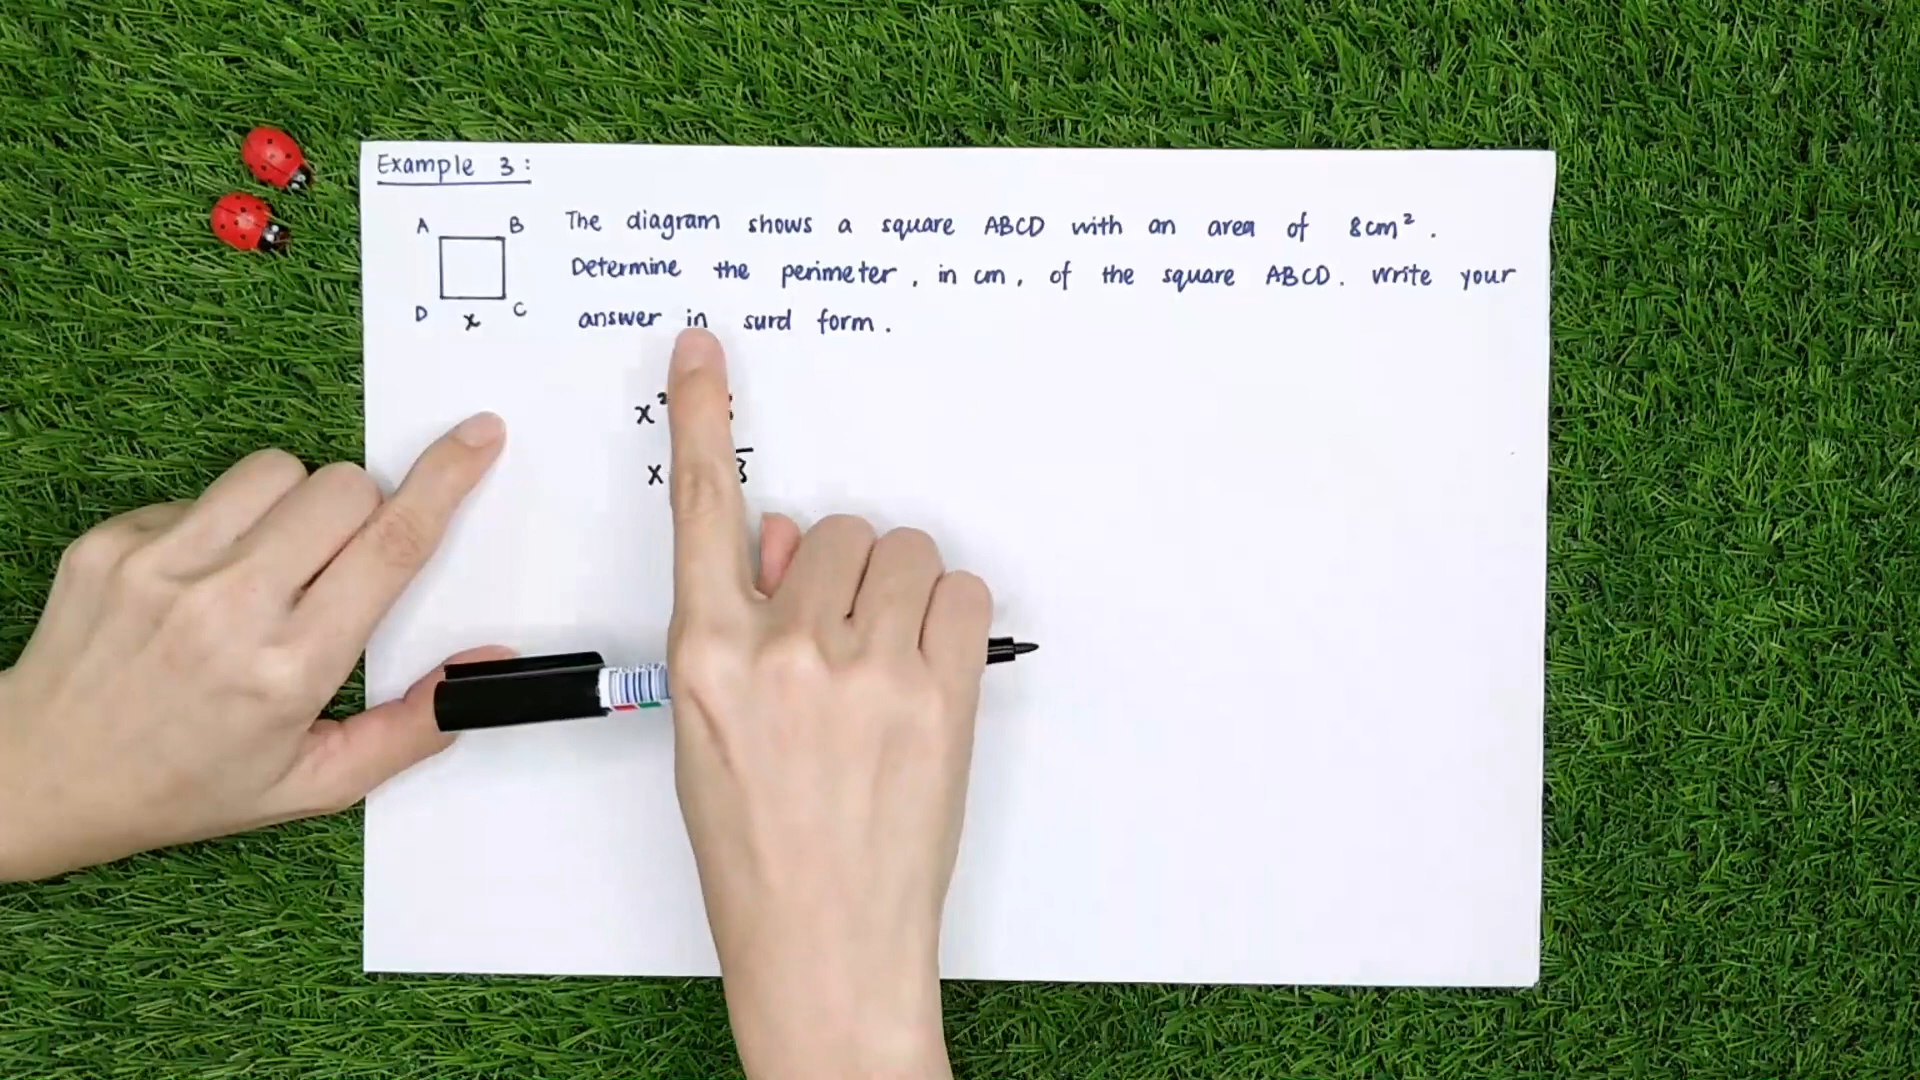 Example 3 :
A B
D x C
The diagram shows a square ABCD with an area of 8cm².
Determine the perimeter, in cm, of the square ABCD. Write your
answer in surd form.
x²
x